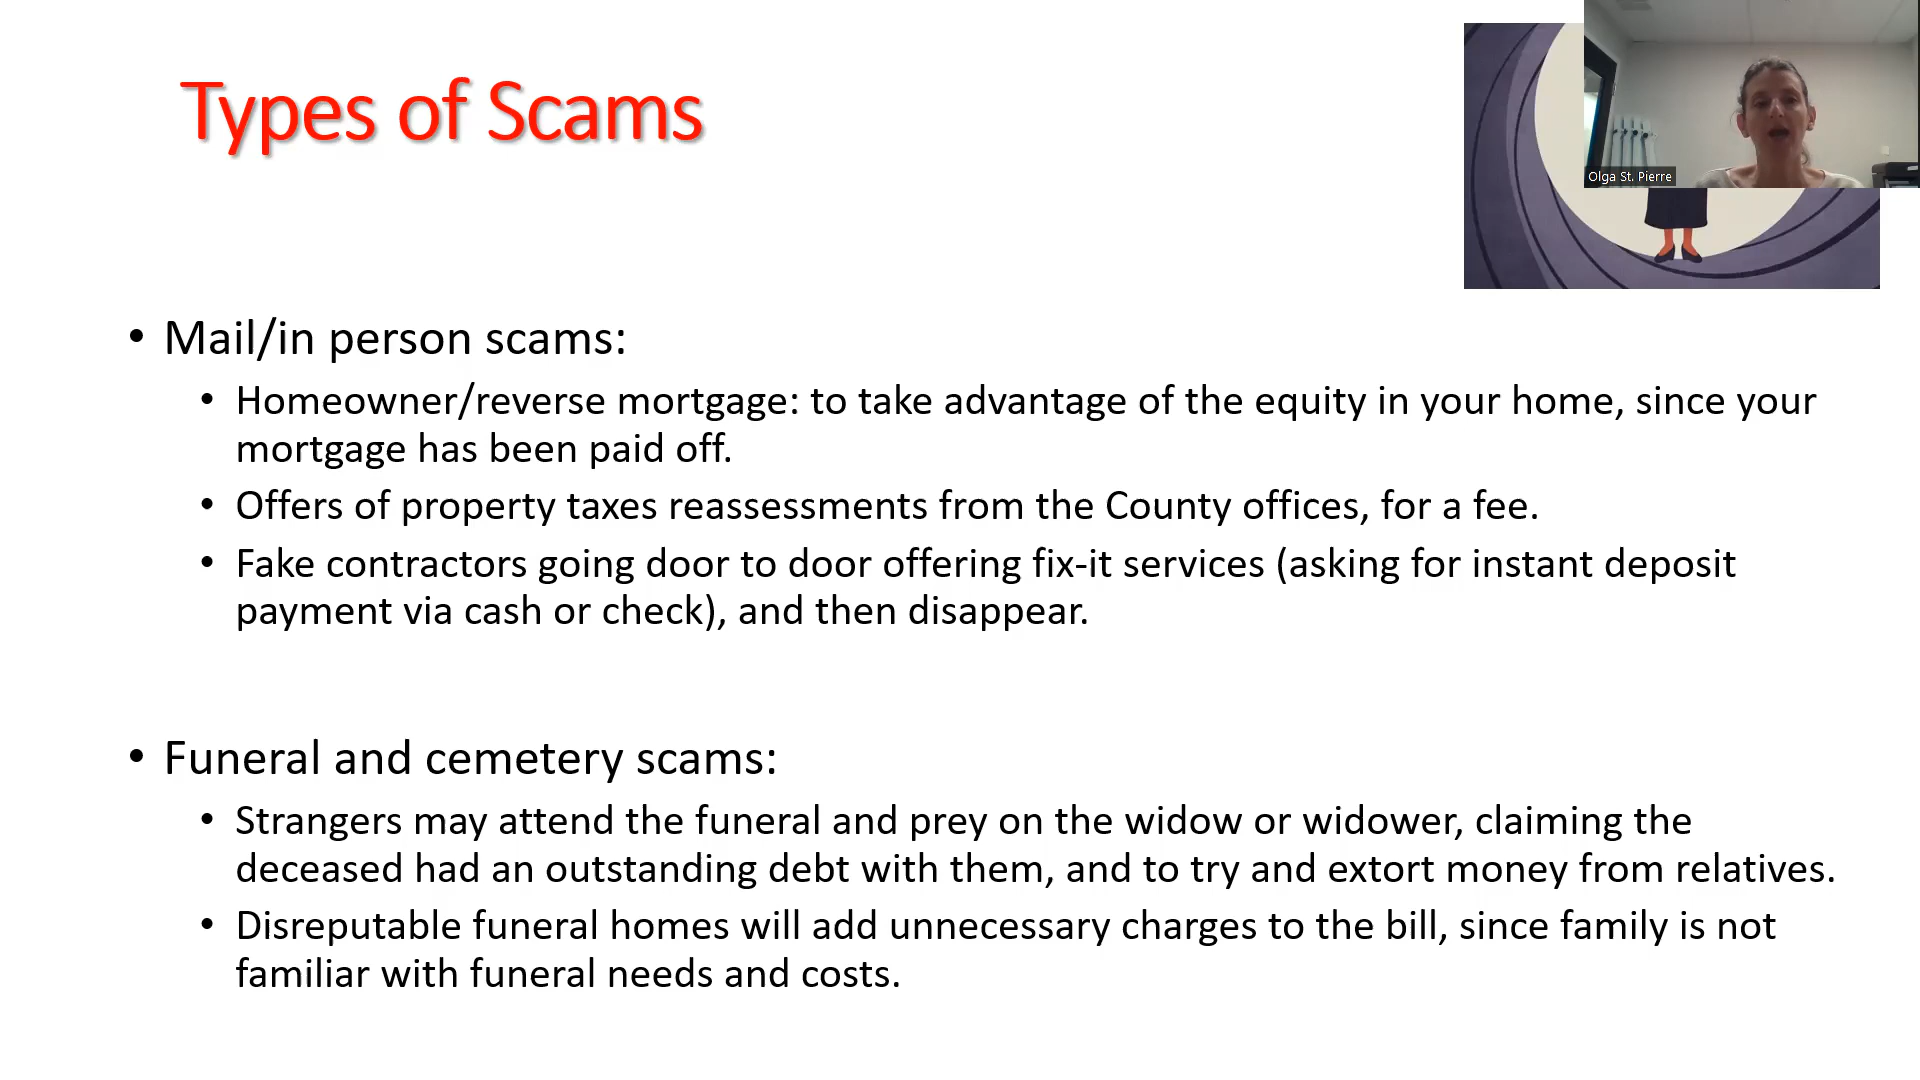 Types of Scams
Olga St. Pierre
• Mail/in person scams:
• Homeowner/reverse mortgage: to take advantage of the equity in your home, since your
mortgage has been paid off.
• Offers of property taxes reassessments from the County offices, for a fee.
• Fake contractors going door to door offering fix-it services (asking for instant deposit
payment via cash or check), and then disappear.
• Funeral and cemetery scams:
• Strangers may attend the funeral and prey on the widow or widower, claiming the
deceased had an outstanding debt with them, and to try and extort money from relatives.
• Disreputable funeral homes will add unnecessary charges to the bill, since family is not
familiar with funeral needs and costs.